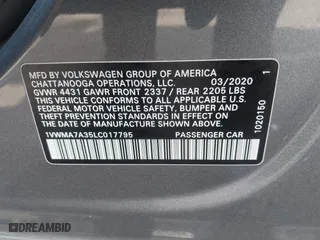 MFD BY VOLKSWAGEN GROUP OF AMERICA
CHATTANOOGA OPERATIONS, LLC. 03/2020
GVWR 4431 GAWR FRONT 2337 / REAR 2205 LBS
THIS VEHICLE CONFORMS TO ALL APPLICABLE U.S.
FEDERAL MOTOR VEHICLE SAFETY, BUMPER AND
THEFT PREVENTION STANDARDS IN EFFECT ON
THE DATE OF MANUFACTURE SHOWN ABOVE.
1VWMA7A35LC017795 PASSENGER CAR
1
1020150
DREAMBID